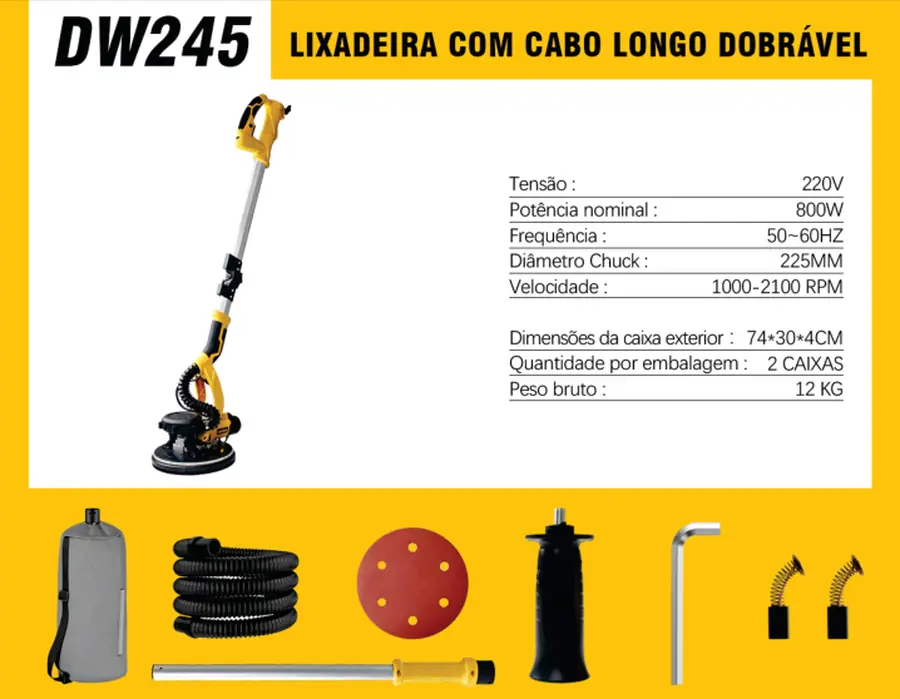 DW245
LIXADEIRA COM CABO LONGO DOBRÁVEL
Tensão : 220V
Potência nominal : 800W
Frequência : 50~60HZ
Diâmetro Chuck : 225MM
Velocidade : 1000-2100 RPM
Dimensões da caixa exterior : 74*30*4CM
Quantidade por embalagem : 2 CAIXAS
Peso bruto : 12 KG